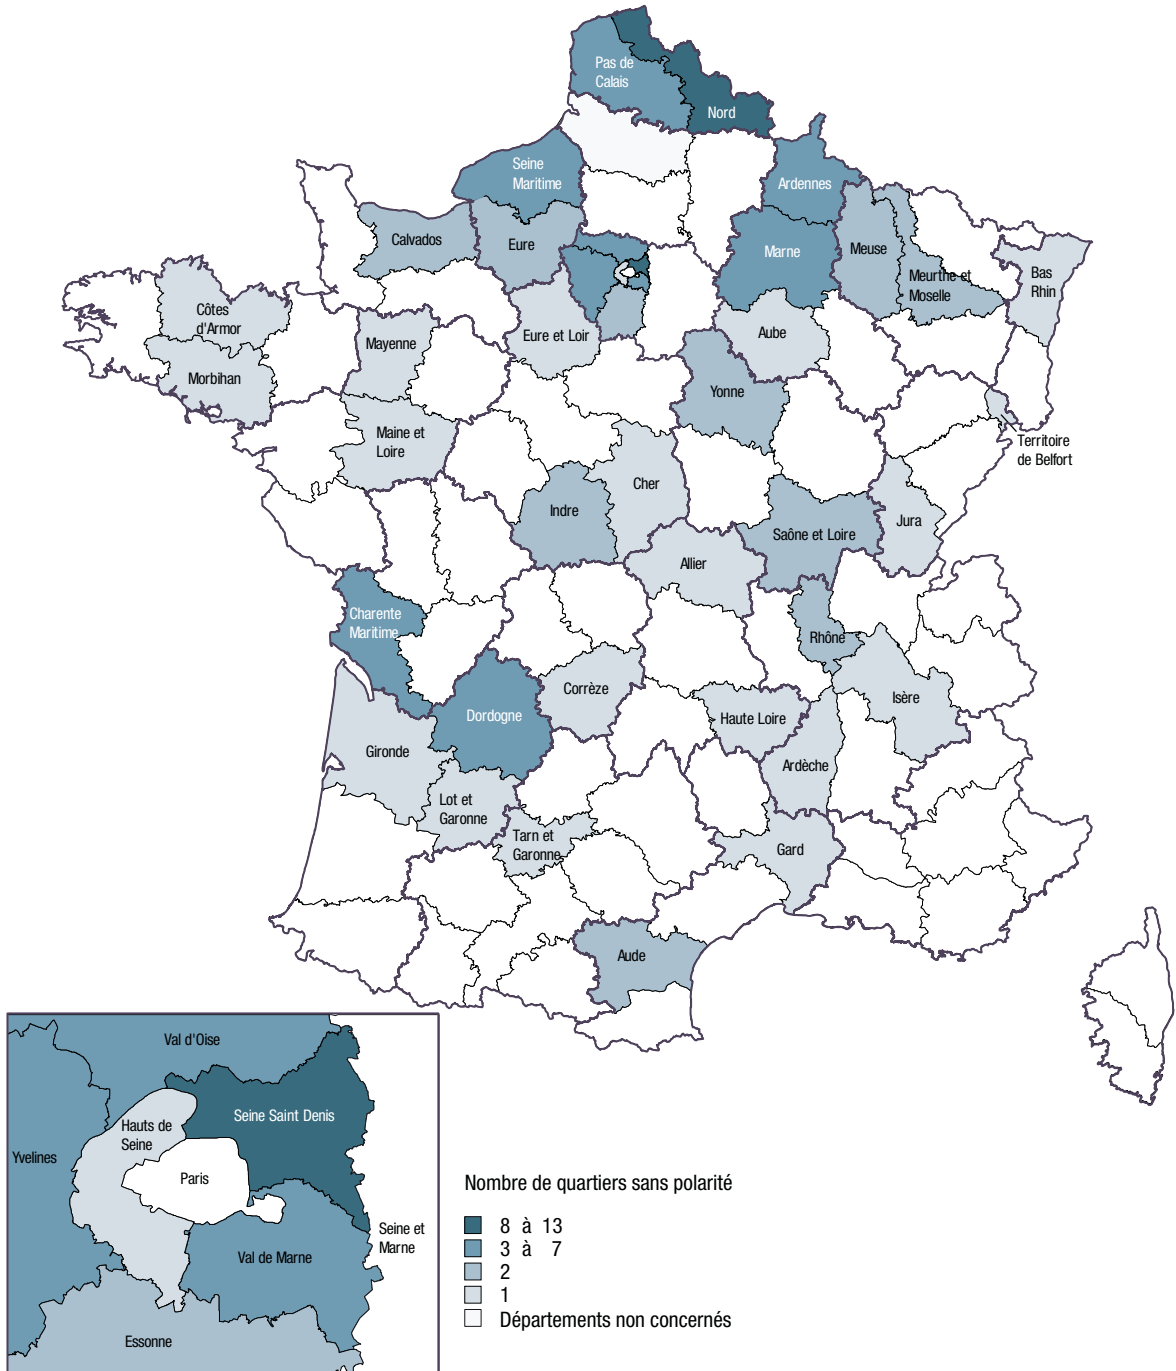 Pas de
Calais
Nord
Seine
Maritime
Ardennes
Calvados
Eure
Marne
Meuse
Meurthe et
Moselle
Bas
Rhin
Côtes
d'Armor
Mayenne
Eure et Loir
Aube
Morbihan
Yonne
Maine et
Loire
Territoire
de Belfort
Cher
Indre
Saône et Loire
Jura
Allier
Charente
Maritime
Rhône
Corrèze
Isère
Dordogne
Haute Loire
Gironde
Ardèche
Lot et
Garonne
Tarn et
Garonne
Gard
Aude
Val d'Oise
Seine Saint Denis
Hauts de
Seine
Yvelines
Paris
Seine et
Marne
Val de Marne
Essonne
Nombre de quartiers sans polarité
8 à 13
3 à 7
2
1
Départements non concernés